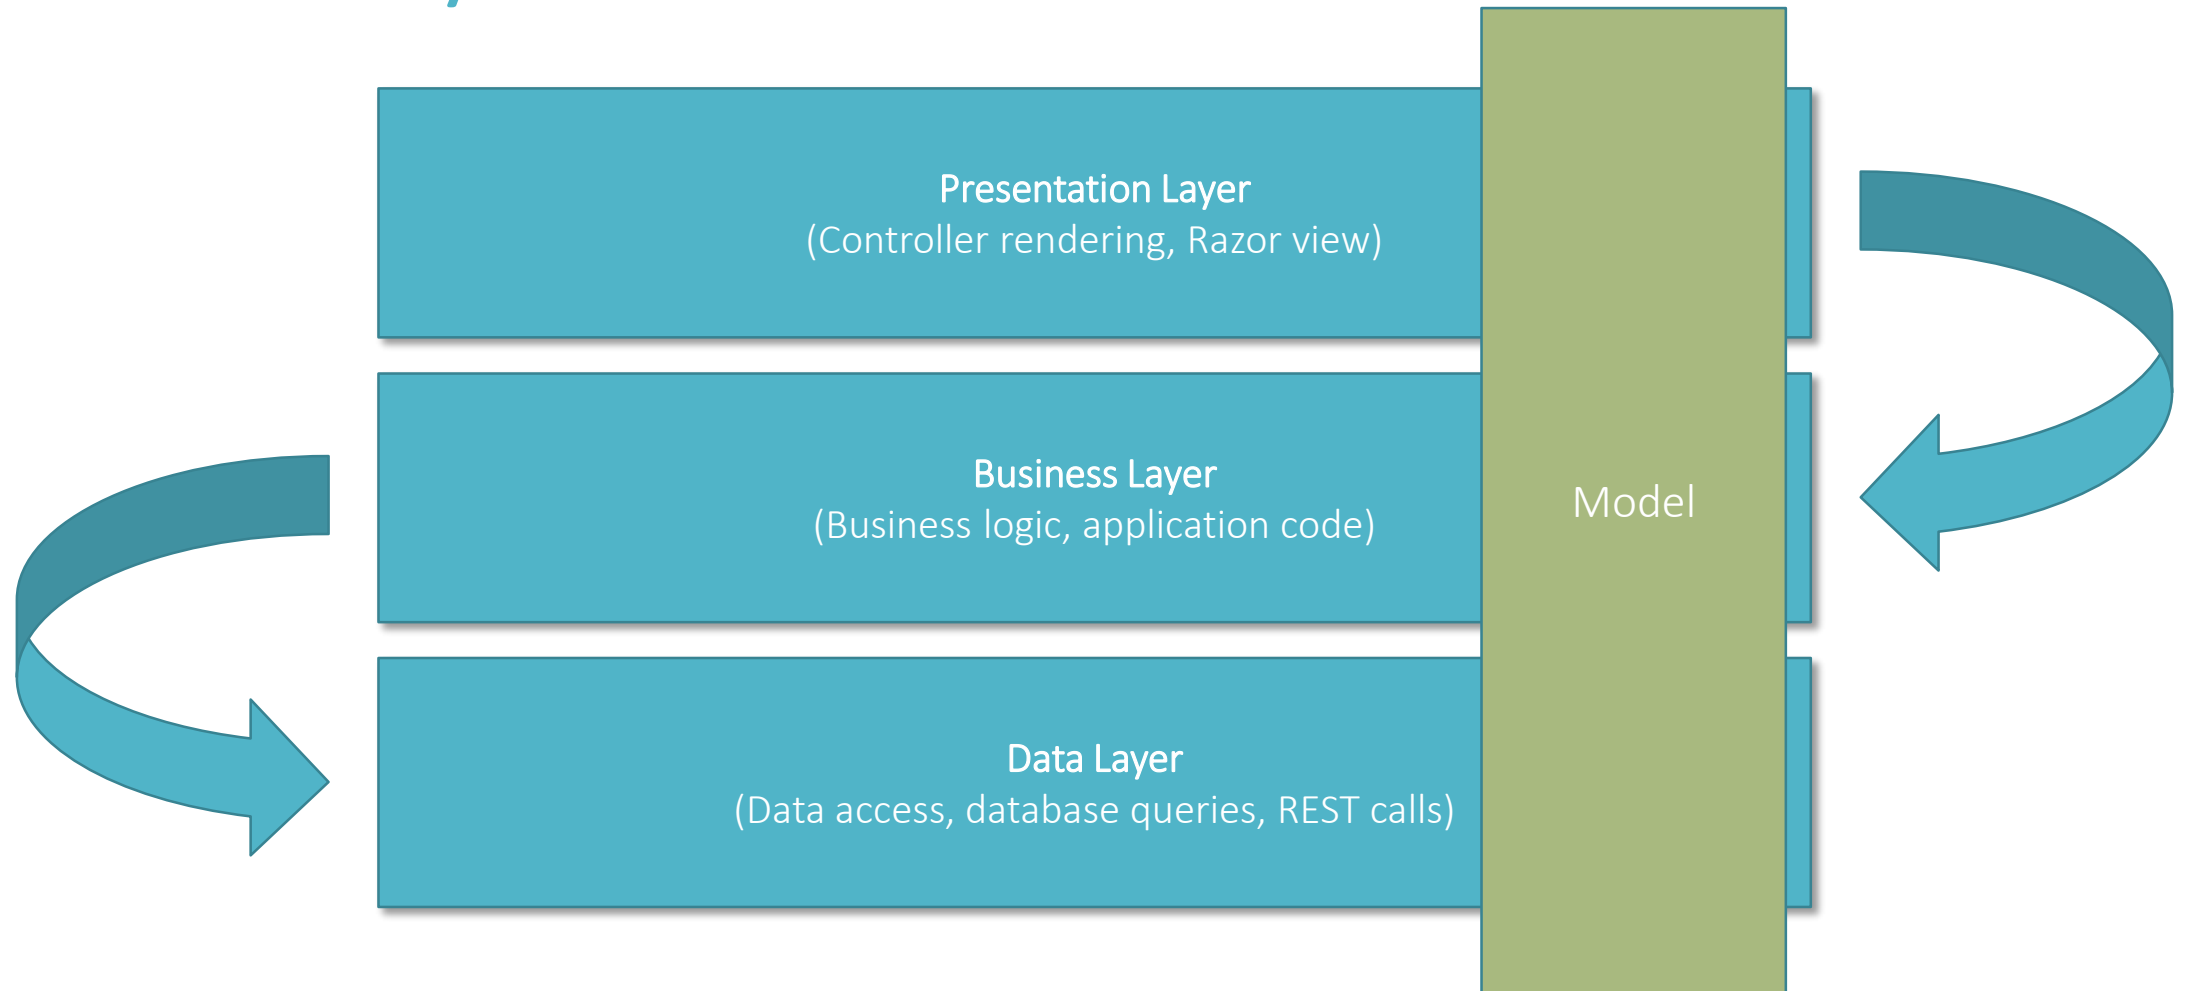 Presentation Layer
(Controller rendering, Razor view)
Business Layer
(Business logic, application code)
Model
Data Layer
(Data access, database queries, REST calls)